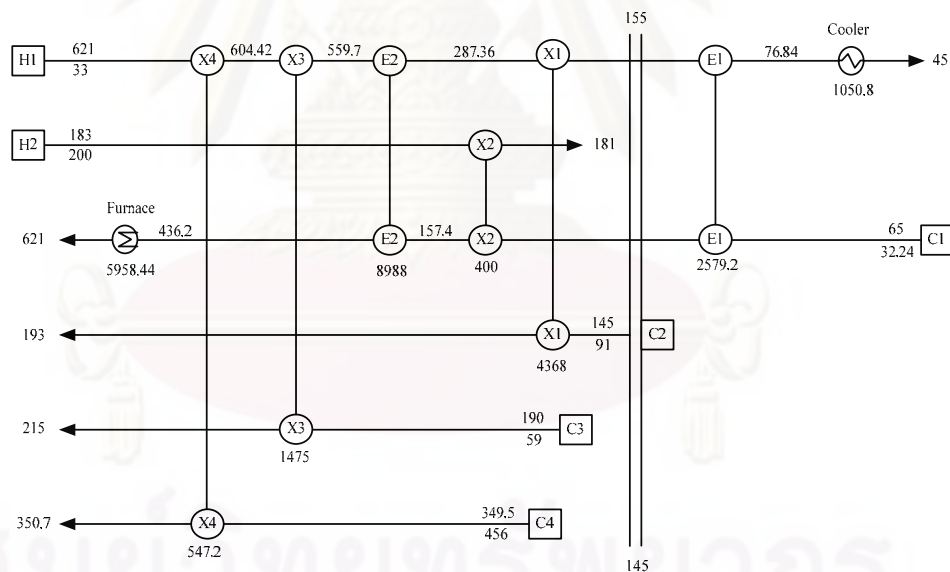 155
Cooler
H1 621 33 X4 604.42 X3 559.7 E2 287.36 X1 E1 76.84 1050.8 45
H2 183 200 X2 181
Furnace
621 5958.44 436.2 E2 8988 157.4 X2 400 E1 2579.2 65 32.24 C1
193 X1 4368 145 91 C2
215 X3 1475 190 59 C3
350.7 X4 547.2 349.5 456 C4
145